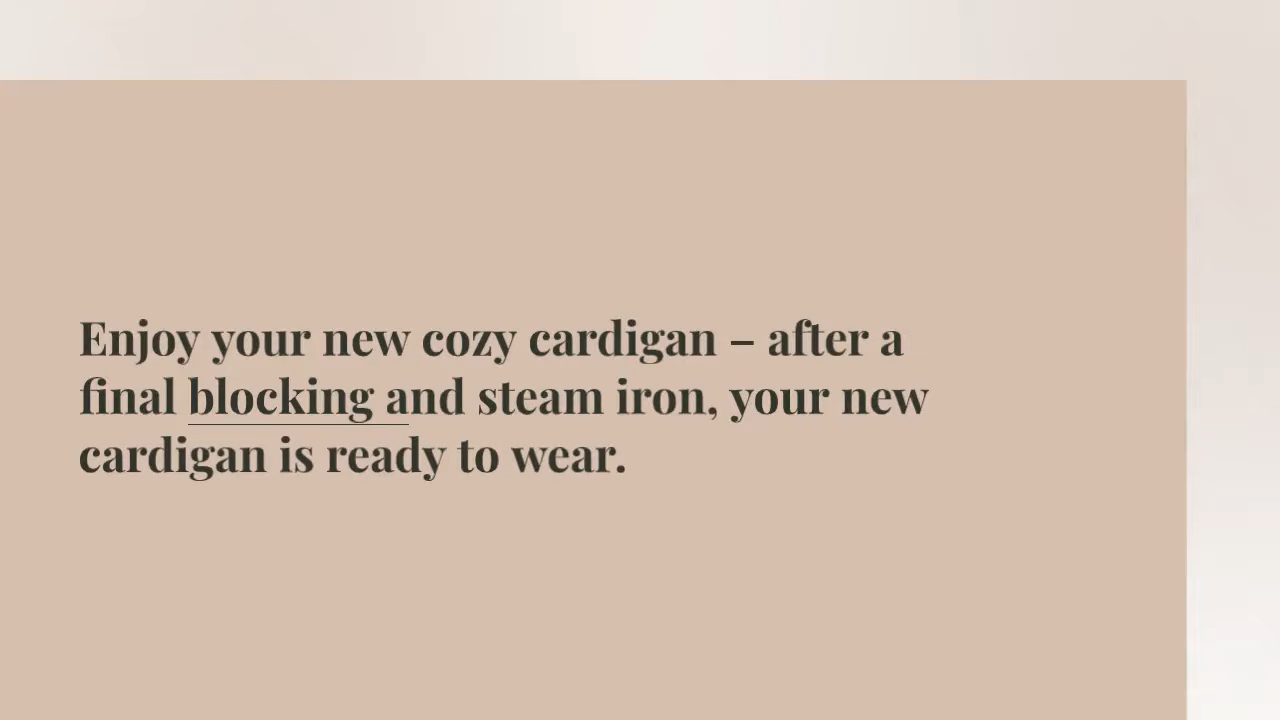 Enjoy your new cozy cardigan – after a
final blocking and steam iron, your new
cardigan is ready to wear.